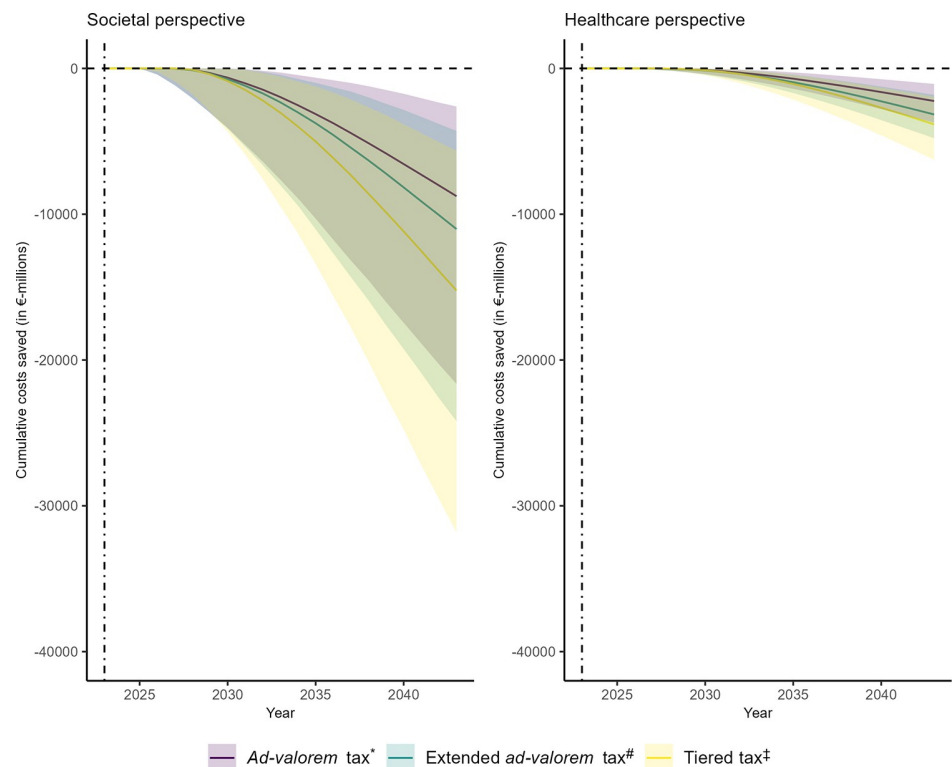 Societal perspective
Healthcare perspective
Cumulative costs saved (in €-millions)
0
-10000
-20000
-30000
-40000
2025
2030
2035
2040
Year
Cumulative costs saved (in €-millions)
0
-10000
-20000
-30000
-40000
2025
2030
2035
2040
Year
Ad-valorem tax*
Extended ad-valorem tax#
Tiered tax‡